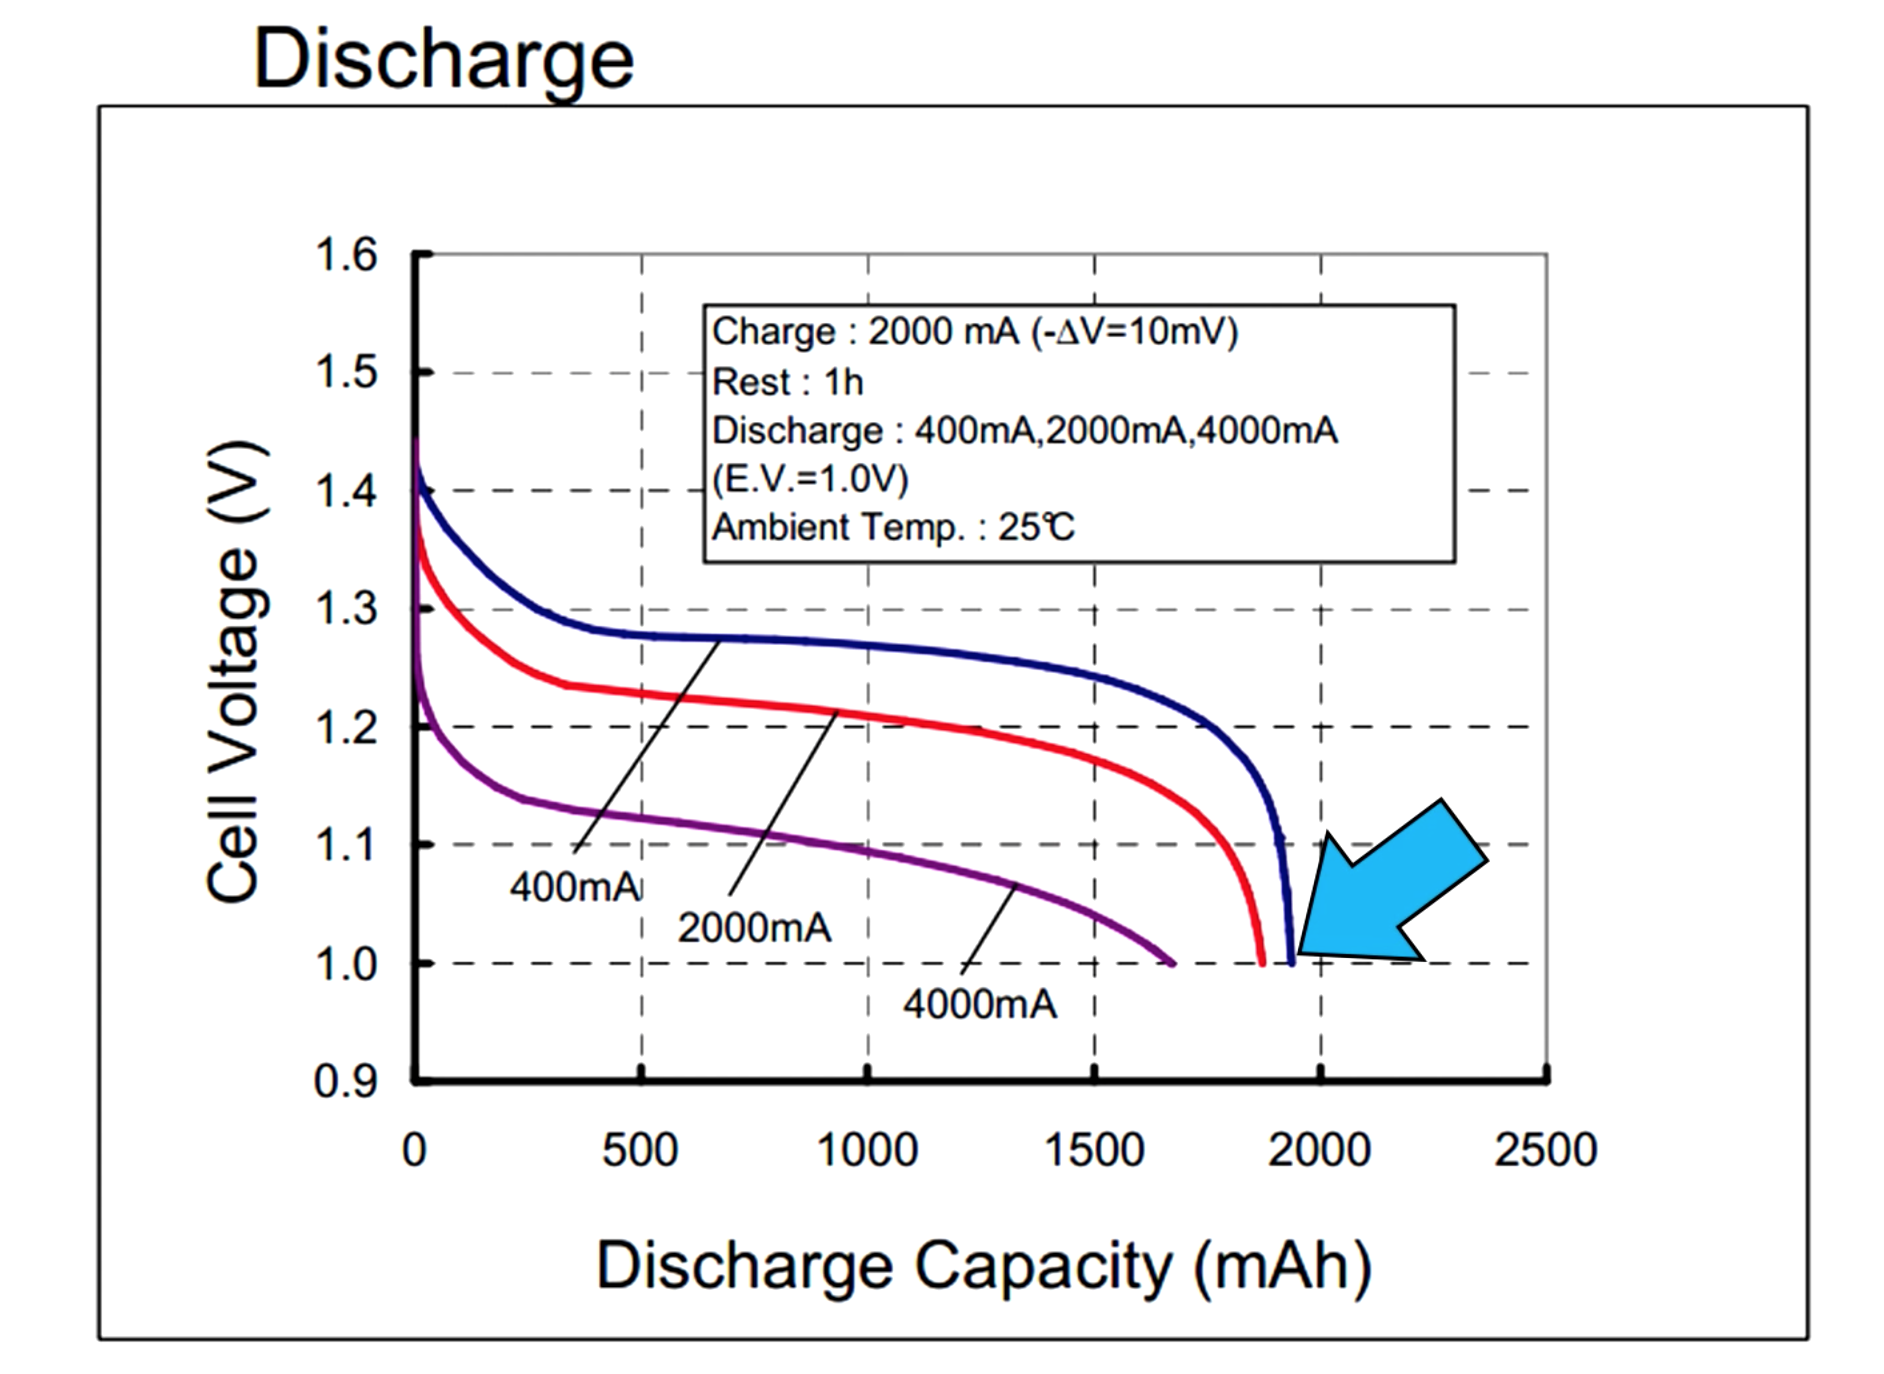 Discharge
1.6
1.5
1.4
1.3
1.2
1.1
1.0
0.9
Cell Voltage (V)
Charge : 2000 mA (-ΔV=10mV)
Rest : 1h
Discharge : 400mA,2000mA,4000mA
(E.V.=1.0V)
Ambient Temp. : 25℃
400mA
2000mA
4000mA
0 500 1000 1500 2000 2500
Discharge Capacity (mAh)